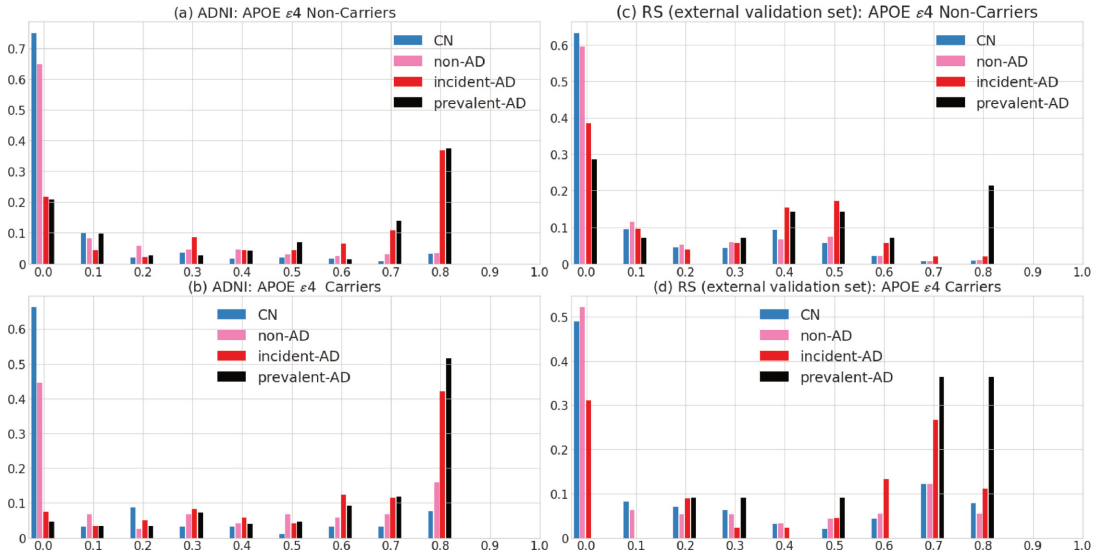 (a) ADNI: APOE ε4 Non-Carriers
CN
non-AD
incident-AD
prevalent-AD
0.7
0.6
0.5
0.4
0.3
0.2
0.1
0
0.0 0.1 0.2 0.3 0.4 0.5 0.6 0.7 0.8 0.9 1.0
(c) RS (external validation set): APOE ε4 Non-Carriers
CN
non-AD
incident-AD
prevalent-AD
0.6
0.5
0.4
0.3
0.2
0.1
0
0.0 0.1 0.2 0.3 0.4 0.5 0.6 0.7 0.8 0.9 1.0
(b) ADNI: APOE ε4 Carriers
CN
non-AD
incident-AD
prevalent-AD
0.6
0.5
0.4
0.3
0.2
0.1
0
0.0 0.1 0.2 0.3 0.4 0.5 0.6 0.7 0.8 0.9 1.0
(d) RS (external validation set): APOE ε4 Carriers
CN
non-AD
incident-AD
prevalent-AD
0.5
0.4
0.3
0.2
0.1
0
0.0 0.1 0.2 0.3 0.4 0.5 0.6 0.7 0.8 0.9 1.0